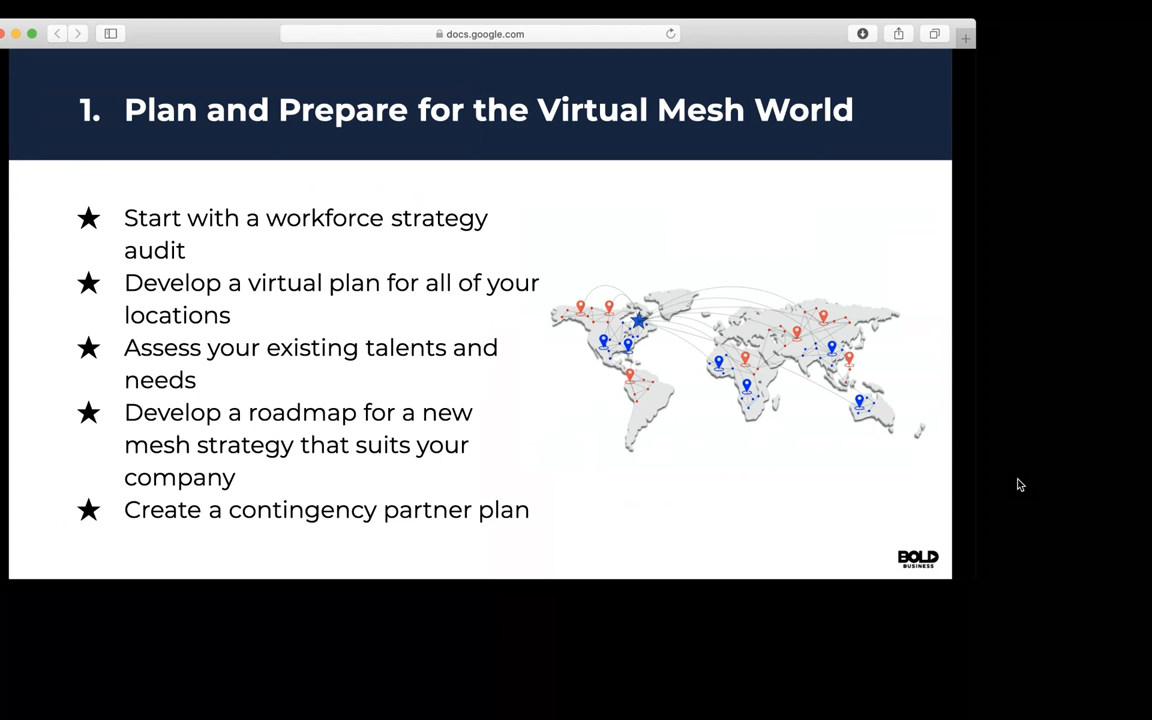 docs.google.com
1. Plan and Prepare for the Virtual Mesh World
Start with a workforce strategy
audit
Develop a virtual plan for all of your
locations
Assess your existing talents and
needs
Develop a roadmap for a new
mesh strategy that suits your
company
Create a contingency partner plan
BOLD
BUSINESS